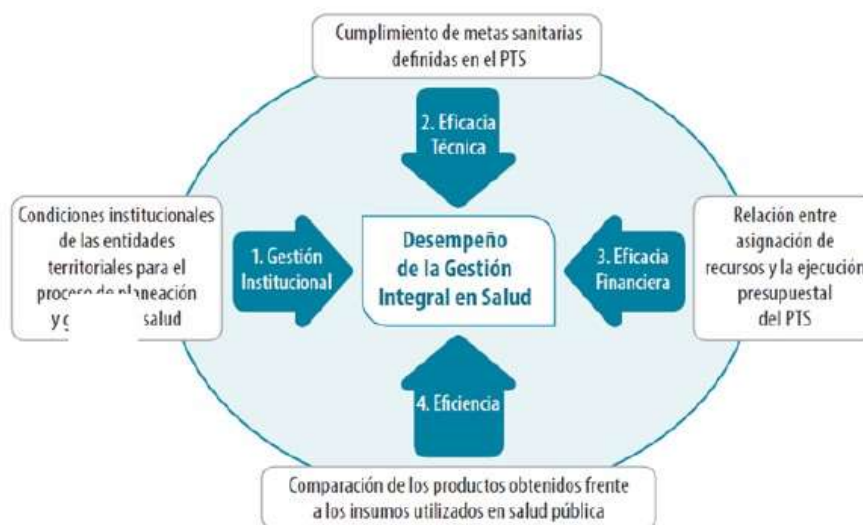 Cumplimiento de metas sanitarias
definidas en el PTS
2. Eficacia
Técnica
Condiciones institucionales
de las entidades
territoriales para el
proceso de planeación
y salud
1. Gestión
Institucional
Desempeño
de la Gestión
Integral en Salud
3. Eficacia
Financiera
Relación entre
asignación de
recursos y la ejecución
presupuestal
del PTS
4. Eficiencia
Comparación de los productos obtenidos frente
a los insumos utilizados en salud pública